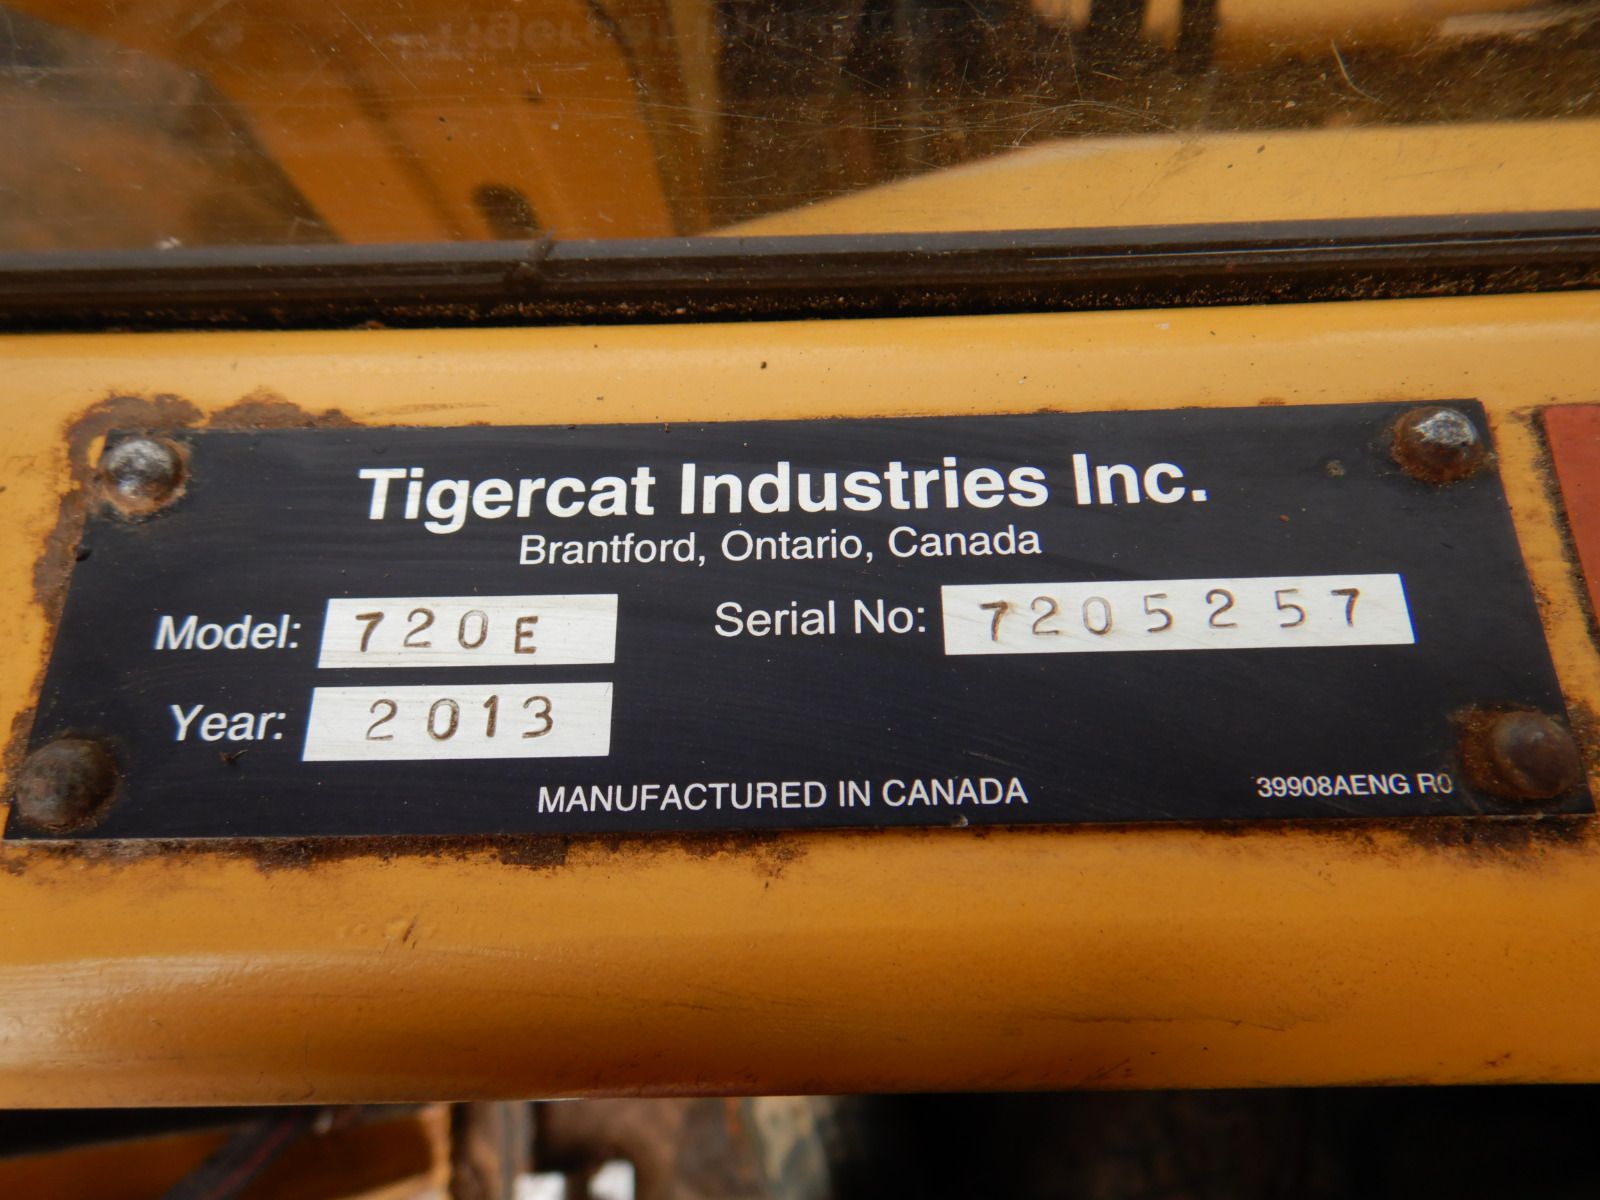 Tigercat Industries Inc.
Brantford, Ontario, Canada
Model: 720E Serial No: 7205257
Year: 2013
MANUFACTURED IN CANADA 39908AENG R0